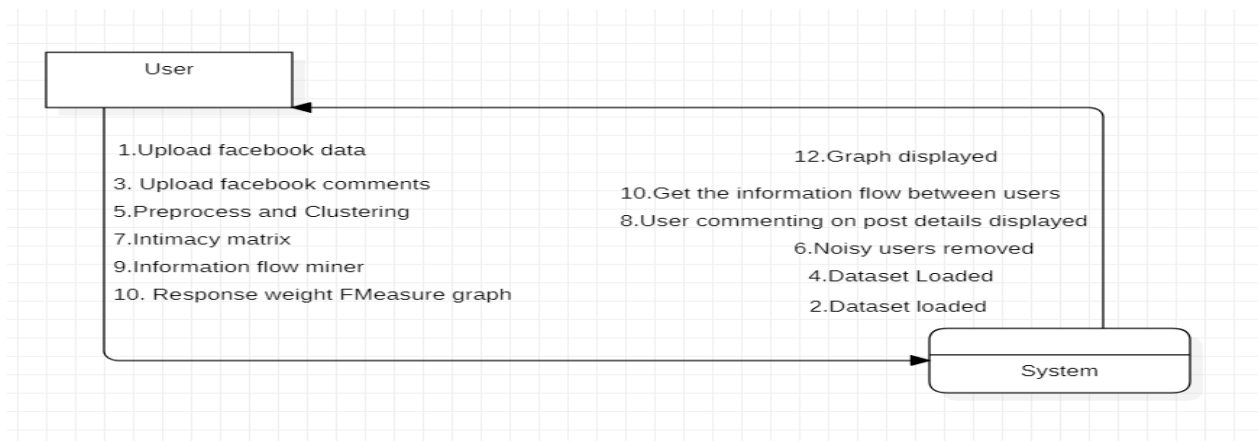 User
1.Upload facebook data
3. Upload facebook comments
5.Preprocess and Clustering
7.Intimacy matrix
9.Information flow miner
10. Response weight FMeasure graph
12.Graph displayed
10.Get the information flow between users
8.User commenting on post details displayed
6.Noisy users removed
4.Dataset Loaded
2.Dataset loaded
System